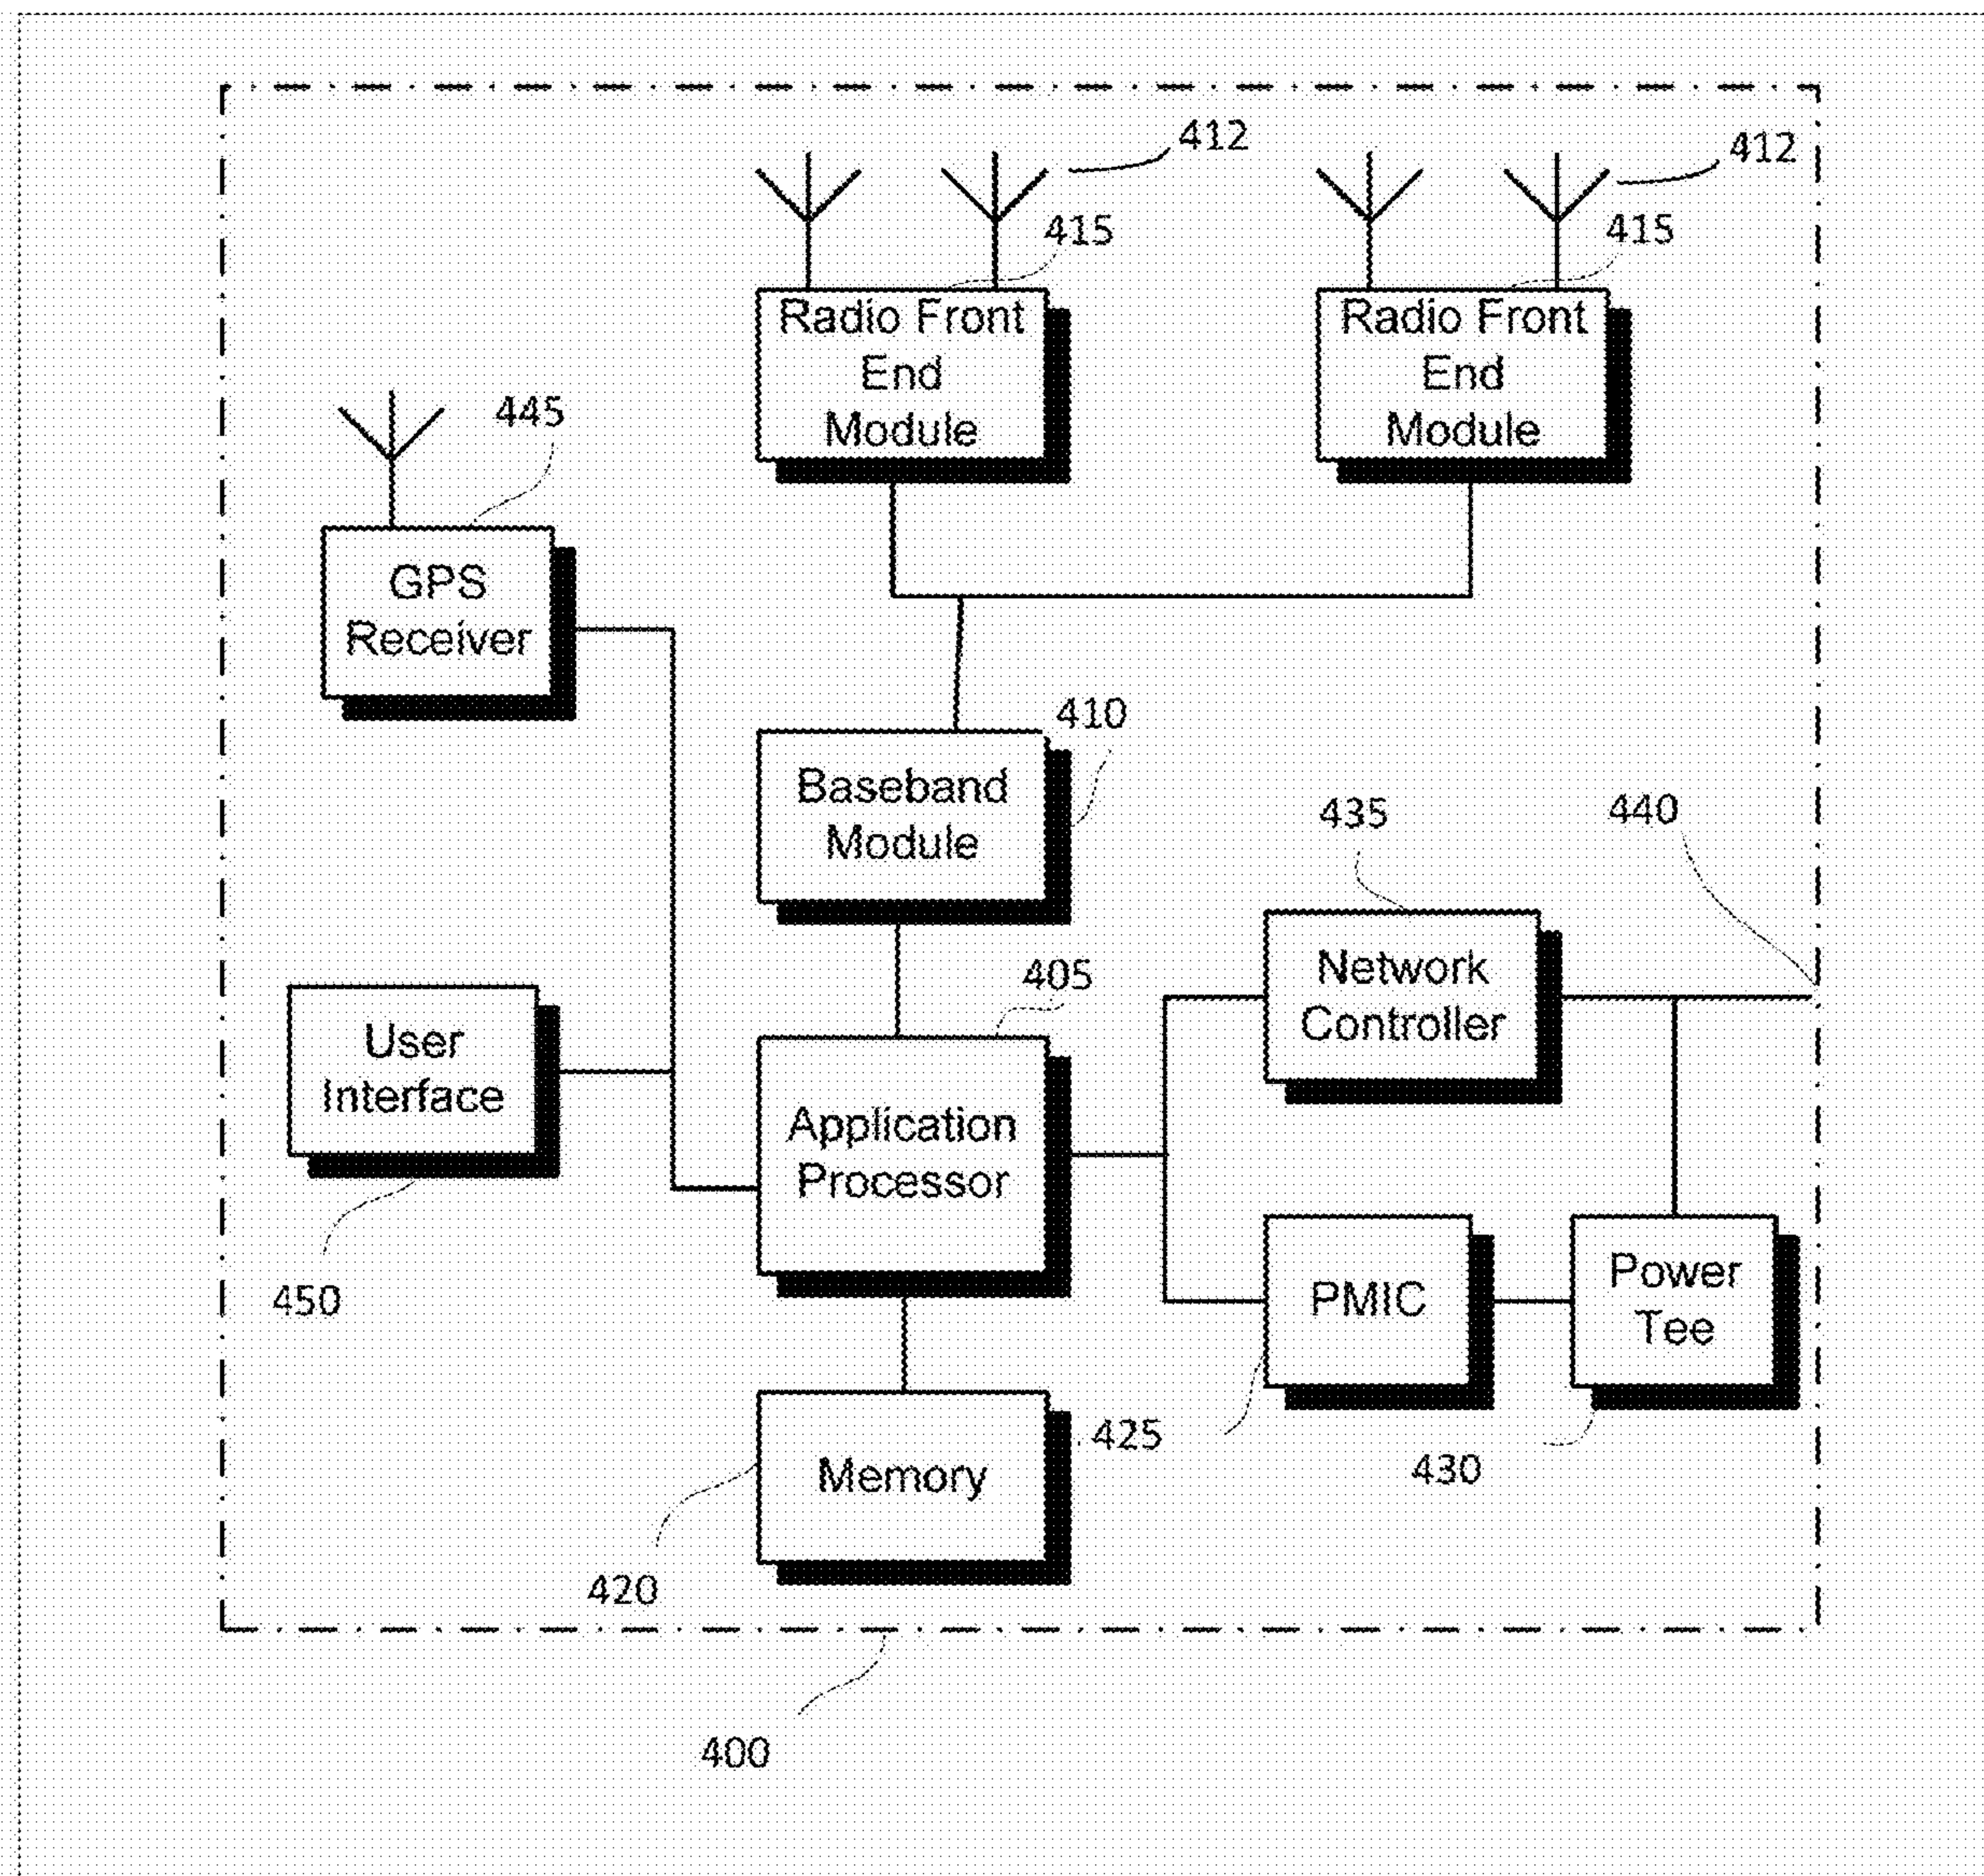 412
412
415
415
Radio Front
End
Module
Radio Front
End
Module
445
GPS
Receiver
410
Baseband
Module
435
440
Network
Controller
405
User
Interface
Application
Processor
450
PMIC
Power
Tee
425
430
Memory
420
400